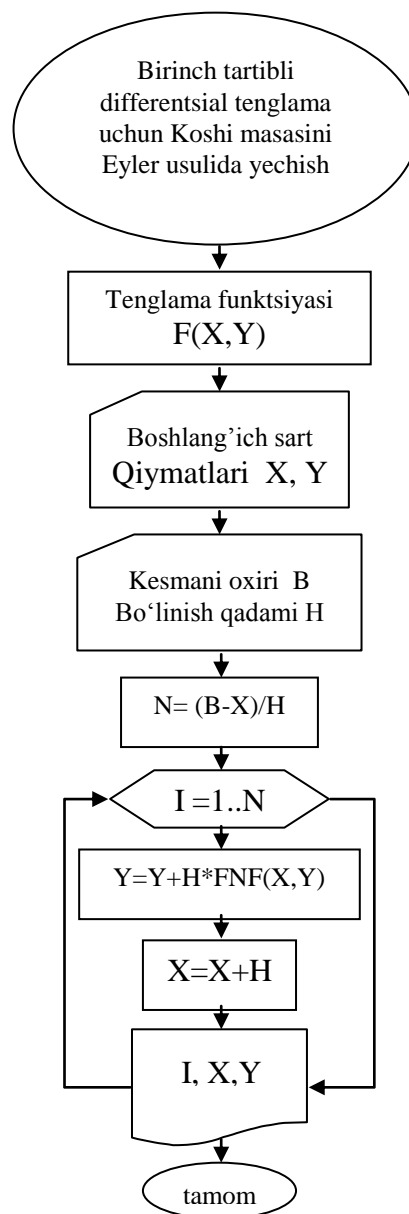 Birinch tartibli
differentsial tenglama
uchun Koshi masasini
Eyler usulida yechish
Tenglama funktsiyasi
F(X,Y)
Boshlang’ich sart
Qiymatlari X, Y
Kesmani oxiri B
Bo‘linish qadami H
N= (B-X)/H
I =1..N
Y=Y+H*FNF(X,Y)
X=X+H
I, X,Y
tamom